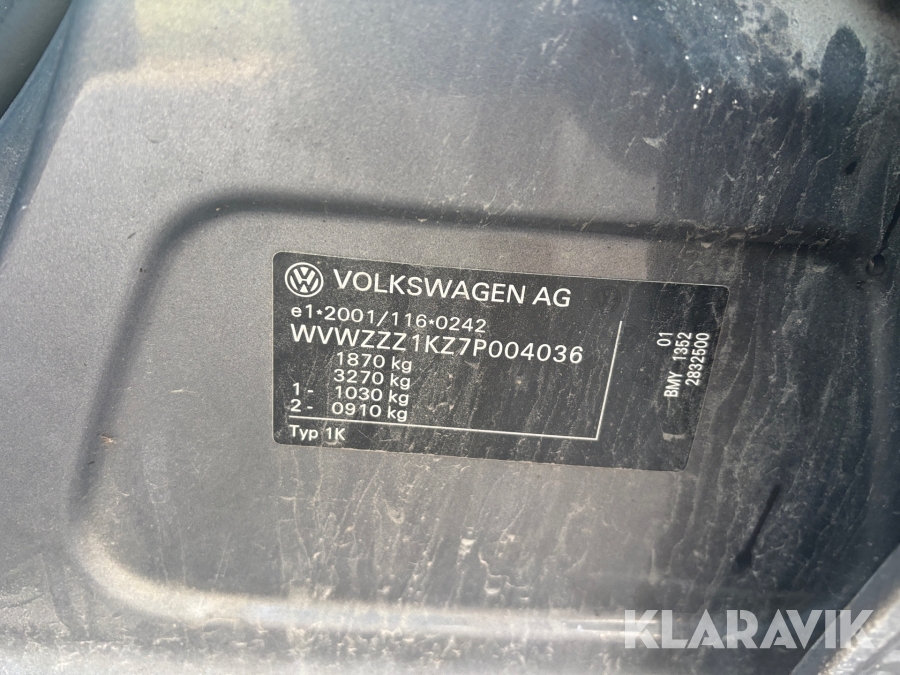 VOLKSWAGEN AG
e1*2001/116*0242
WVWZZZ1KZ7P004036
1870 kg
3270 kg
1- 1030 kg
2- 0910 kg
Typ 1K
01
BMY 1352
2832500
KLARAVIK